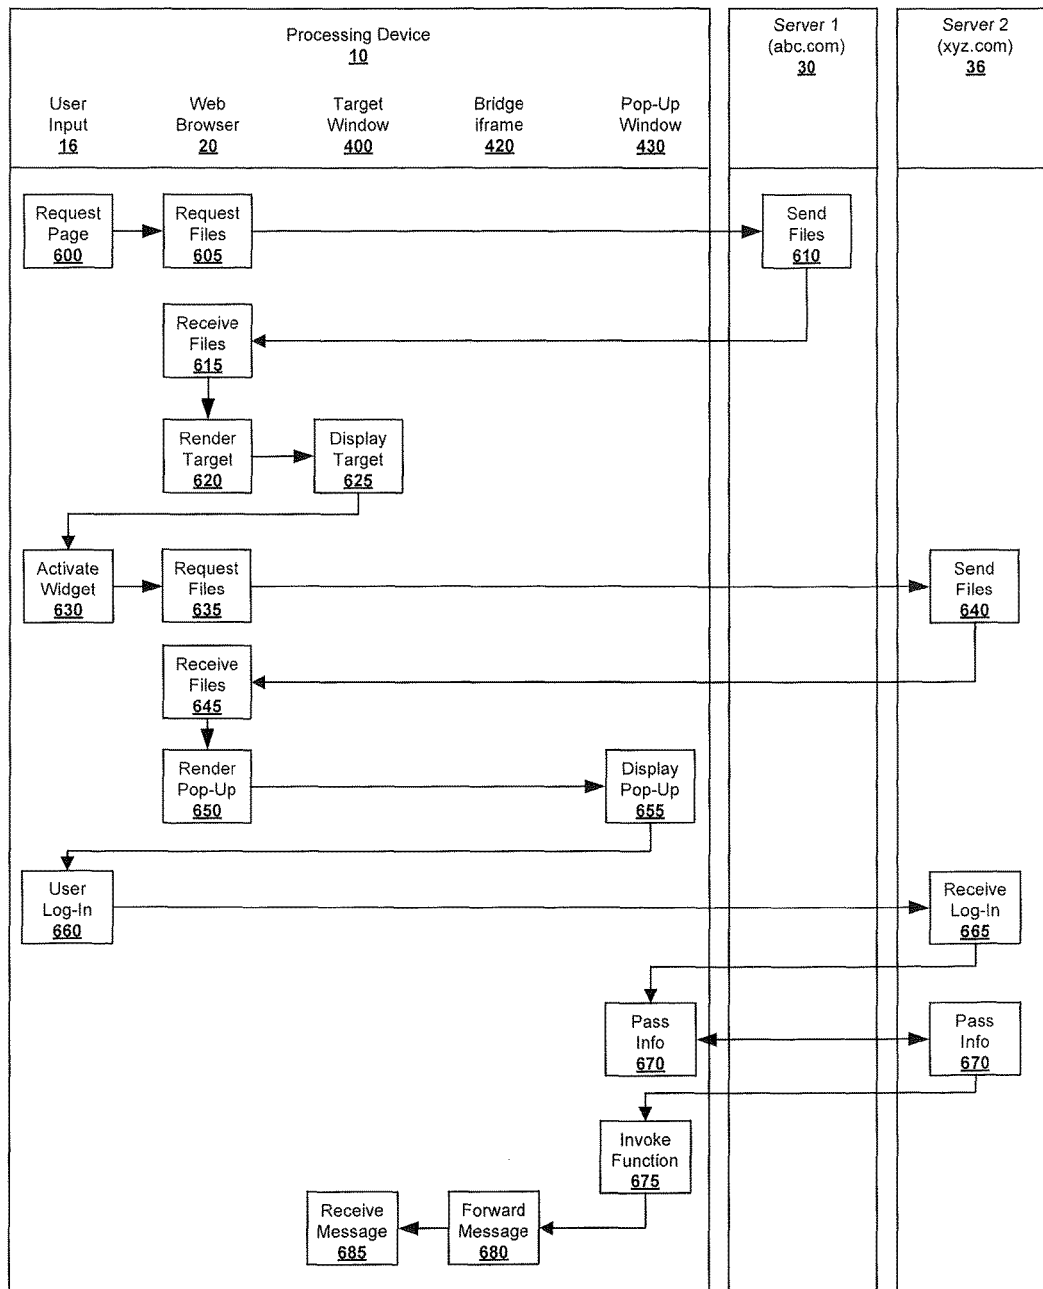 Processing Device
10
Server 1
(abc.com)
30
Server 2
(xyz.com)
36
User
Input
16
Web
Browser
20
Target
Window
400
Bridge
iframe
420
Pop-Up
Window
430
Request
Page
600
Request
Files
605
Send
Files
610
Receive
Files
615
Render
Target
620
Display
Target
625
Activate
Widget
630
Request
Files
635
Send
Files
640
Receive
Files
645
Render
Pop-Up
650
Display
Pop-Up
655
User
Log-In
660
Receive
Log-In
665
Pass
Info
670
Pass
Info
670
Invoke
Function
675
Receive
Message
685
Forward
Message
680